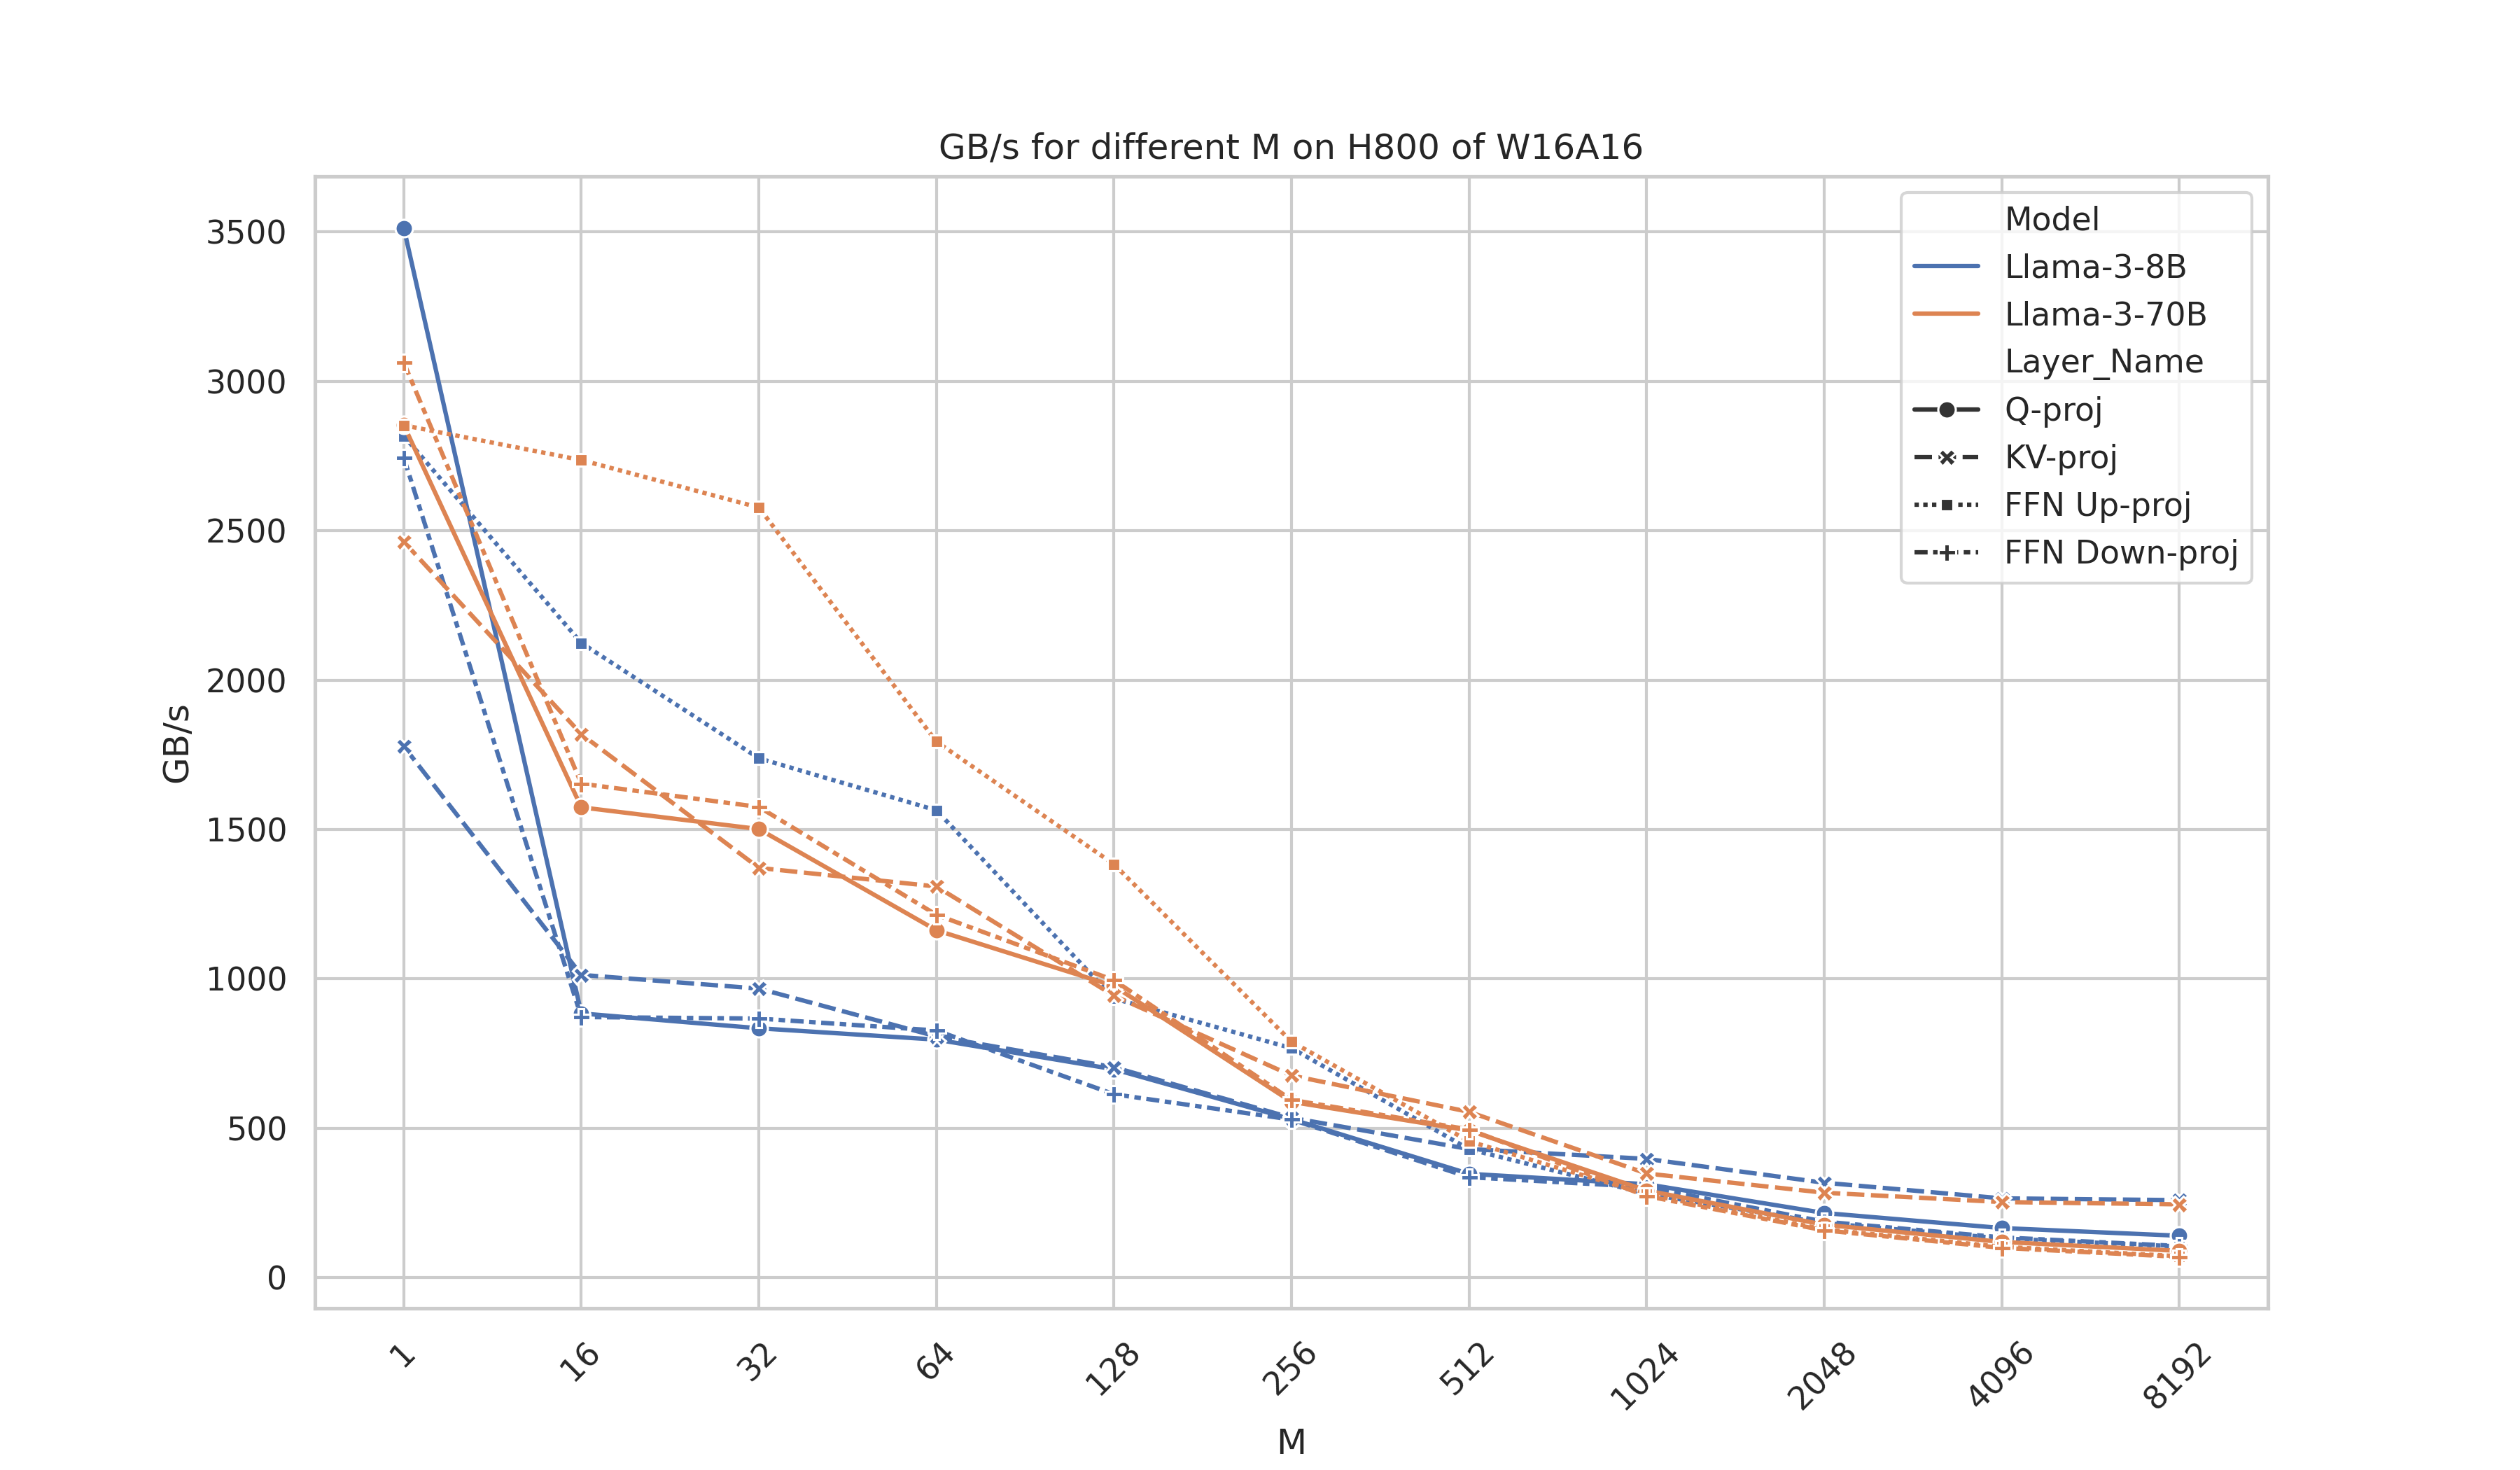 GB/s for different M on H800 of W16A16
3500
3000
2500
2000
1500
1000
500
0
GB/s
Model
Llama-3-8B
Llama-3-70B
Layer_Name
Q-proj
KV-proj
FFN Up-proj
FFN Down-proj
1
16
32
64
128
256
512
1024
2048
4096
8192
M